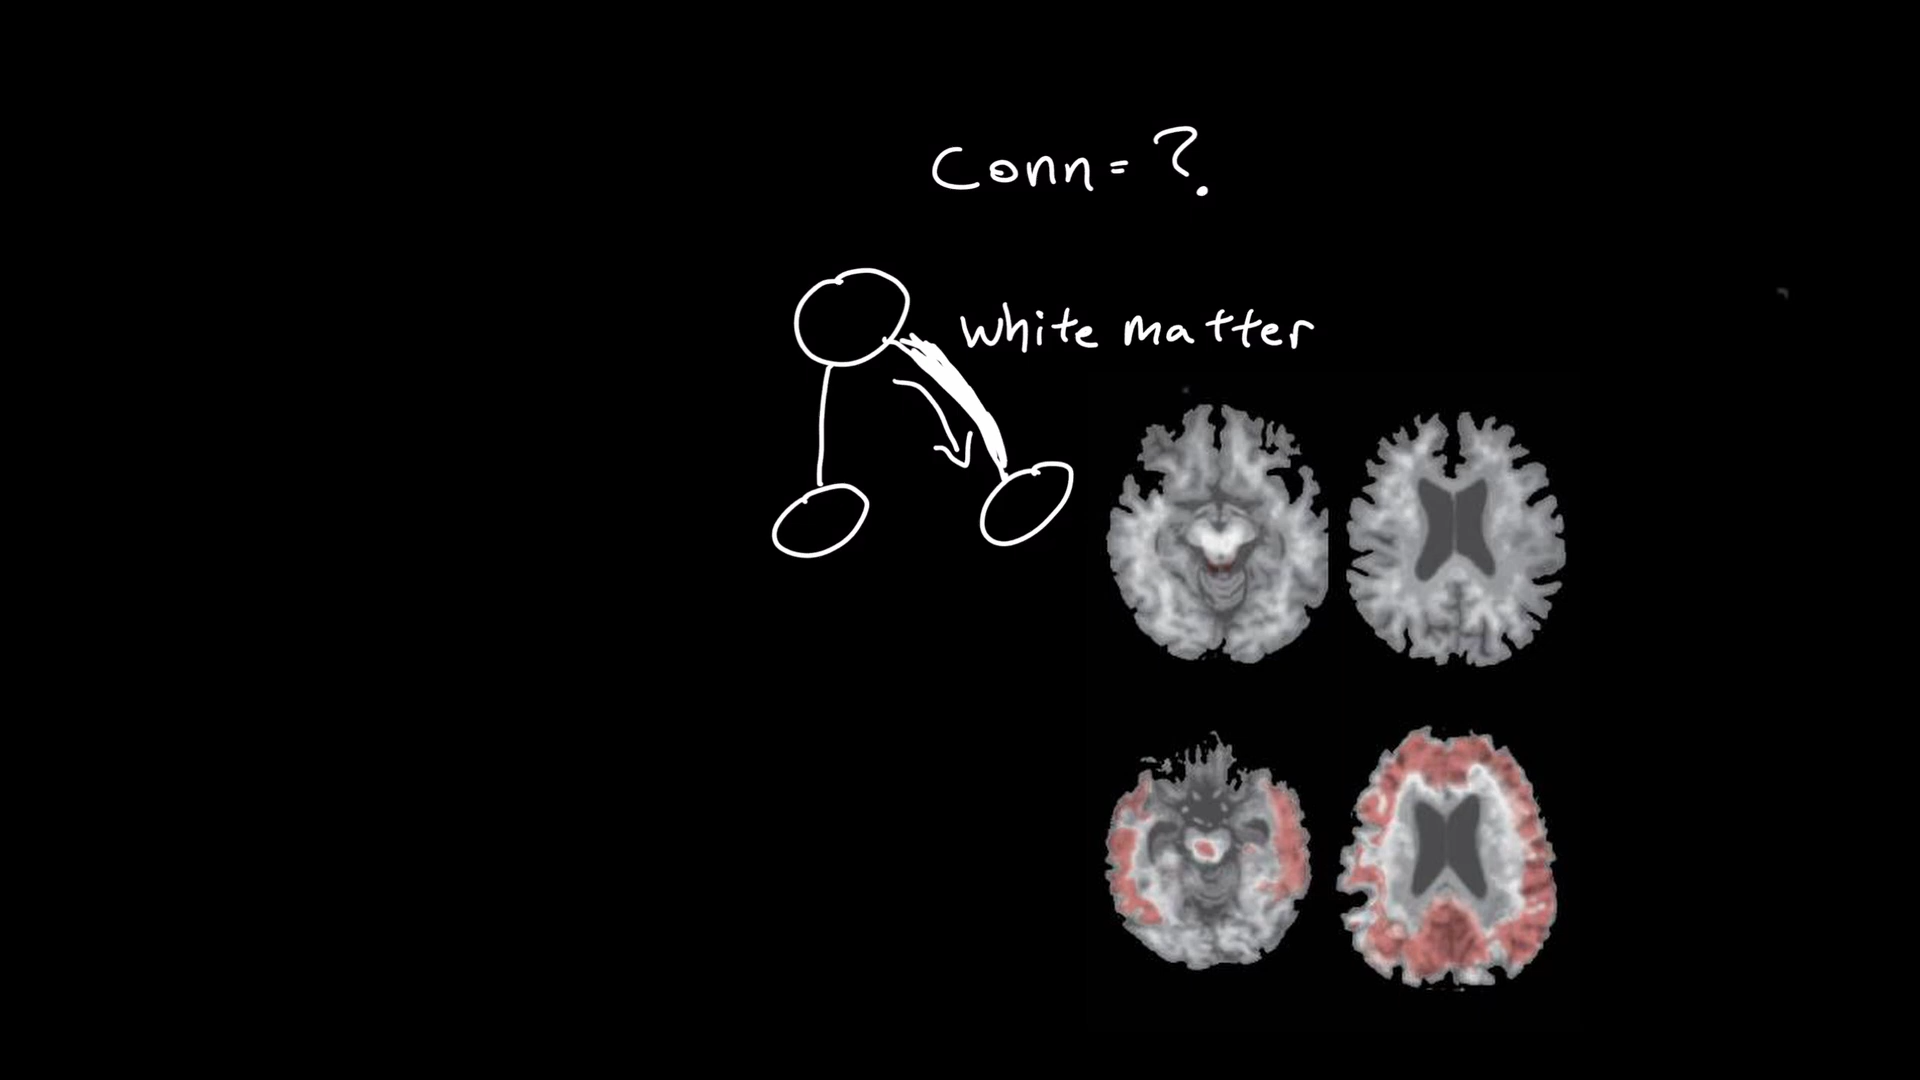 Conn = ?
White matter